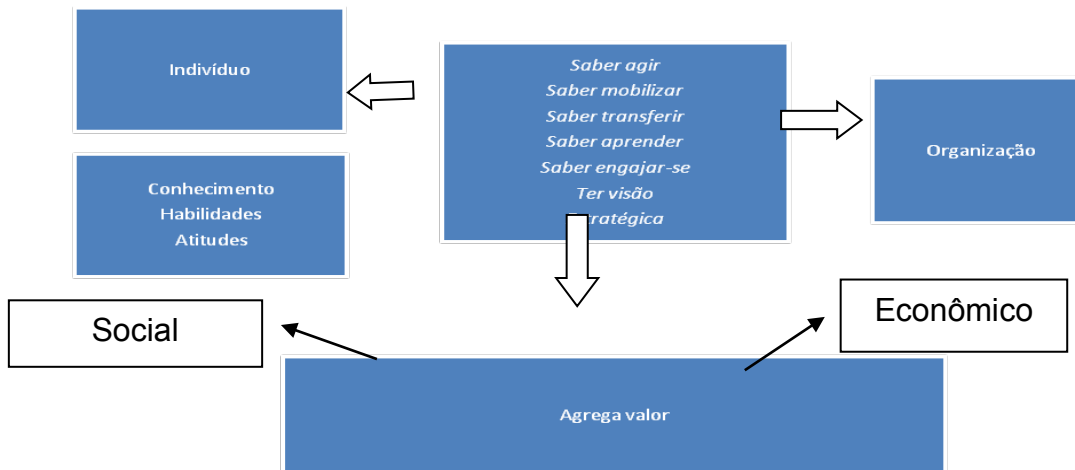 Indivíduo
Conhecimento
Habilidades
Atitudes
Saber agir
Saber mobilizar
Saber transferir
Saber aprender
Saber engajar-se
Ter visão
Organização
Social
Econômico
Agrega valor